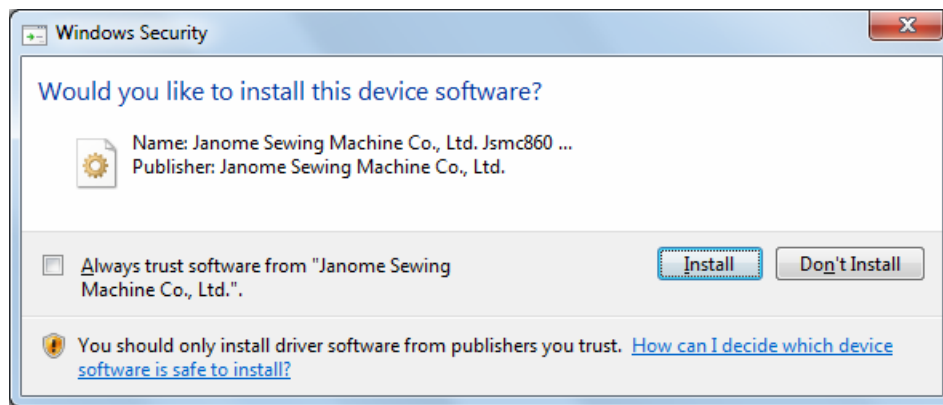 Windows Security
Would you like to install this device software?
Name: Janome Sewing Machine Co., Ltd. Jsmc860 ...
Publisher: Janome Sewing Machine Co., Ltd.
Always trust software from "Janome Sewing
Machine Co., Ltd.".
Install
Don't Install
You should only install driver software from publishers you trust. How can I decide which device
software is safe to install?